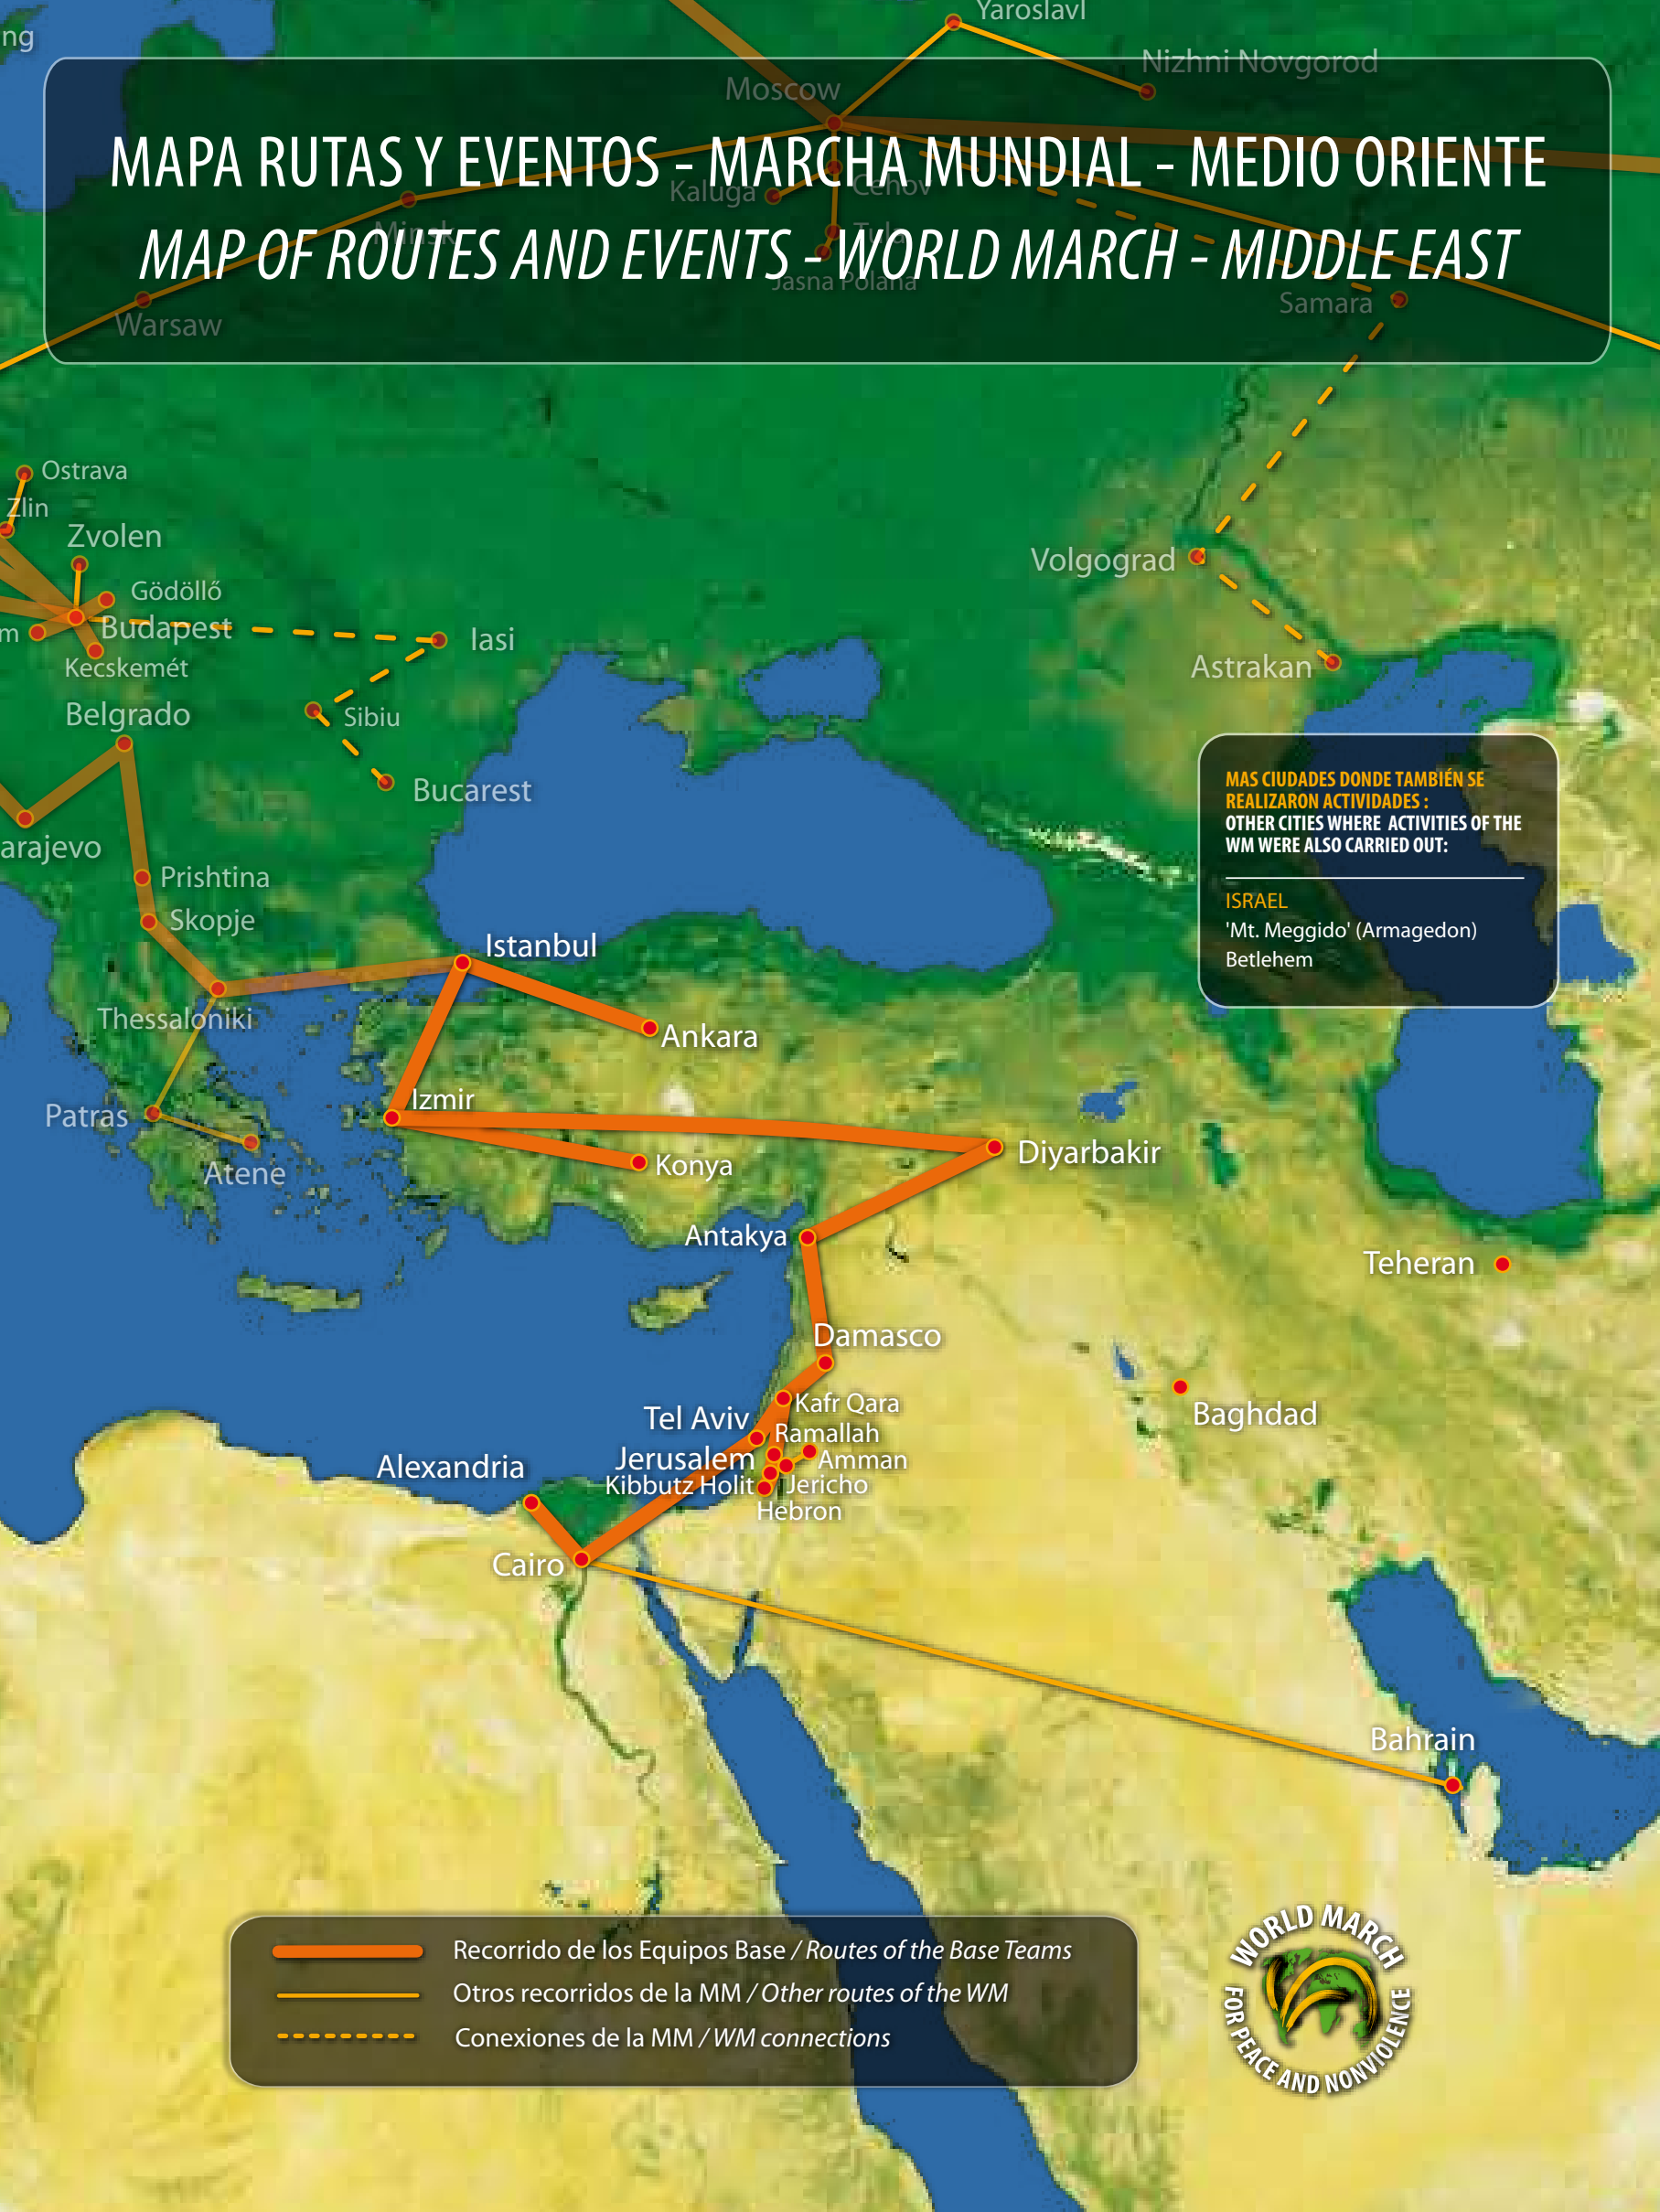 Yaroslavl
ng
Nizhni Novgorod
Moscow
MAPA RUTAS Y EVENTOS - MARCHA MUNDIAL - MEDIO ORIENTE
Kaluga
Cehov
Minsk
Tula
MAP OF ROUTES AND EVENTS - WORLD MARCH - MIDDLE EAST
Jasna Polana
Samara
Warsaw
Ostrava
Zlin
Zvolen
Volgograd
Gödöllő
m
Budapest
Iasi
Kecskemét
Astrakan
Belgrado
Sibiu
Bucarest
MAS CIUDADES DONDE TAMBIÉN SE
REALIZARON ACTIVIDADES :
OTHER CITIES WHERE ACTIVITIES OF THE
WM WERE ALSO CARRIED OUT:
ISRAEL
'Mt. Meggido' (Armagedon)
Betlehem
arajevo
Prishtina
Skopje
Istanbul
Thessaloniki
Ankara
Izmir
Patras
Konya
Diyarbakir
Atene
Antakya
Teheran
Damasco
Kafr Qara
Baghdad
Tel Aviv
Ramallah
Jerusalem
Amman
Alexandria
Kibbutz Holit
Jericho
Hebron
Cairo
Bahrain
Recorrido de los Equipos Base / Routes of the Base Teams
Otros recorridos de la MM / Other routes of the WM
Conexiones de la MM / WM connections
WORLD MARCH
FOR PEACE AND NONVIOLENCE